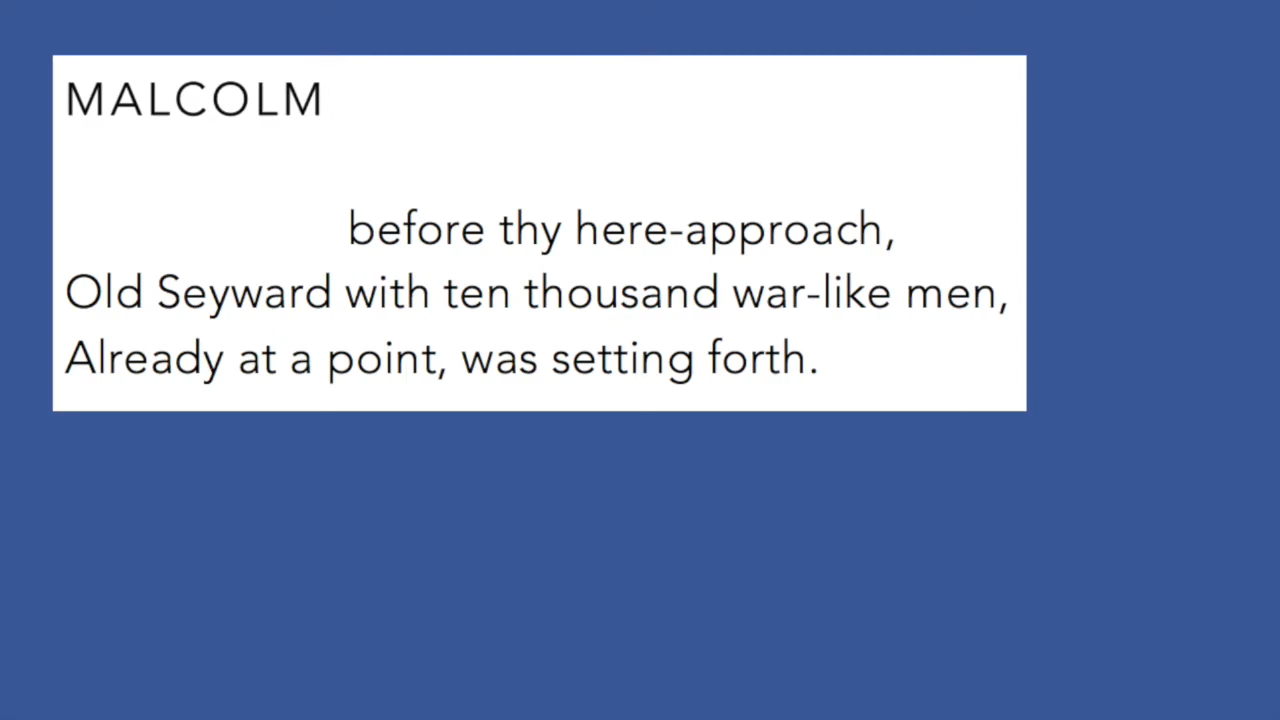 MALCOLM
before thy here-approach,
Old Seyward with ten thousand war-like men,
Already at a point, was setting forth.